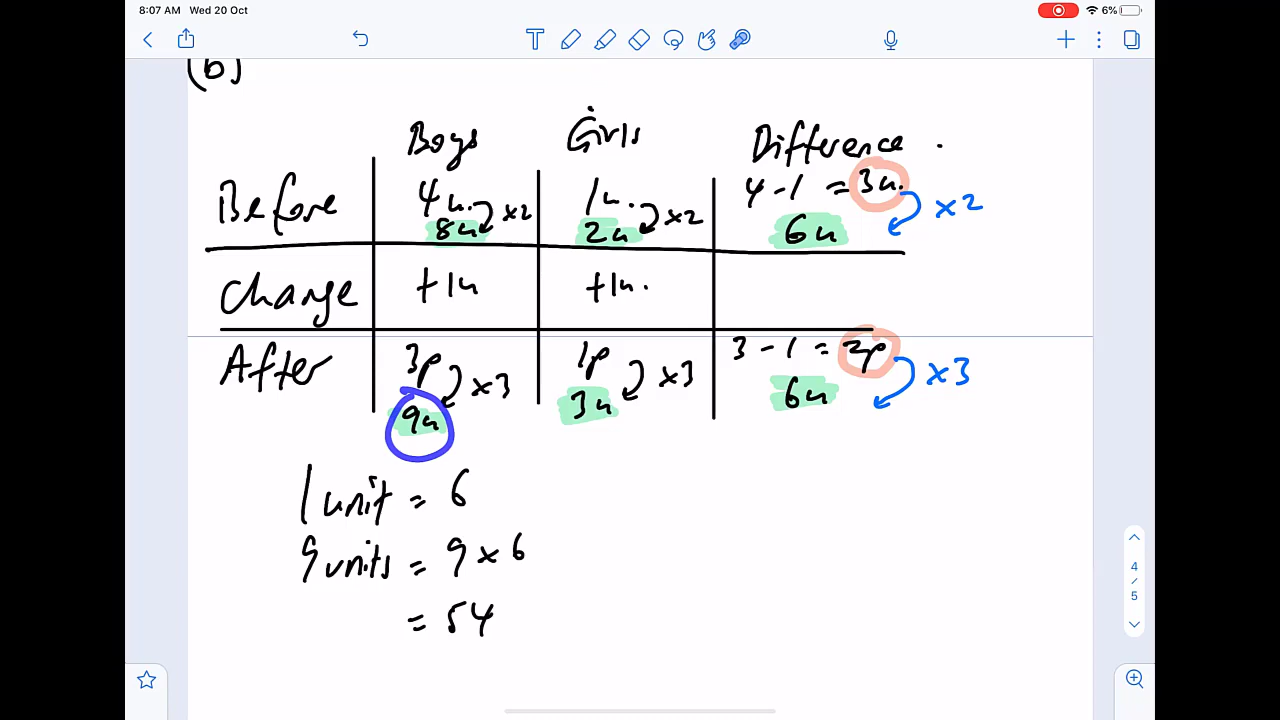 8:07 AM Wed 20 Oct
6%
T
(b)
Boys Girls Difference .
Before 4u. ×2 1u. ×2 4 - 1 = 3u. ×2
8u 2u 6u
Change +1u +1u.
After 3p ×3 1p ×3 3 - 1 = 2p ×3
9u 3u 6u
1 unit = 6
9 units = 9 × 6
= 54
4
/
5